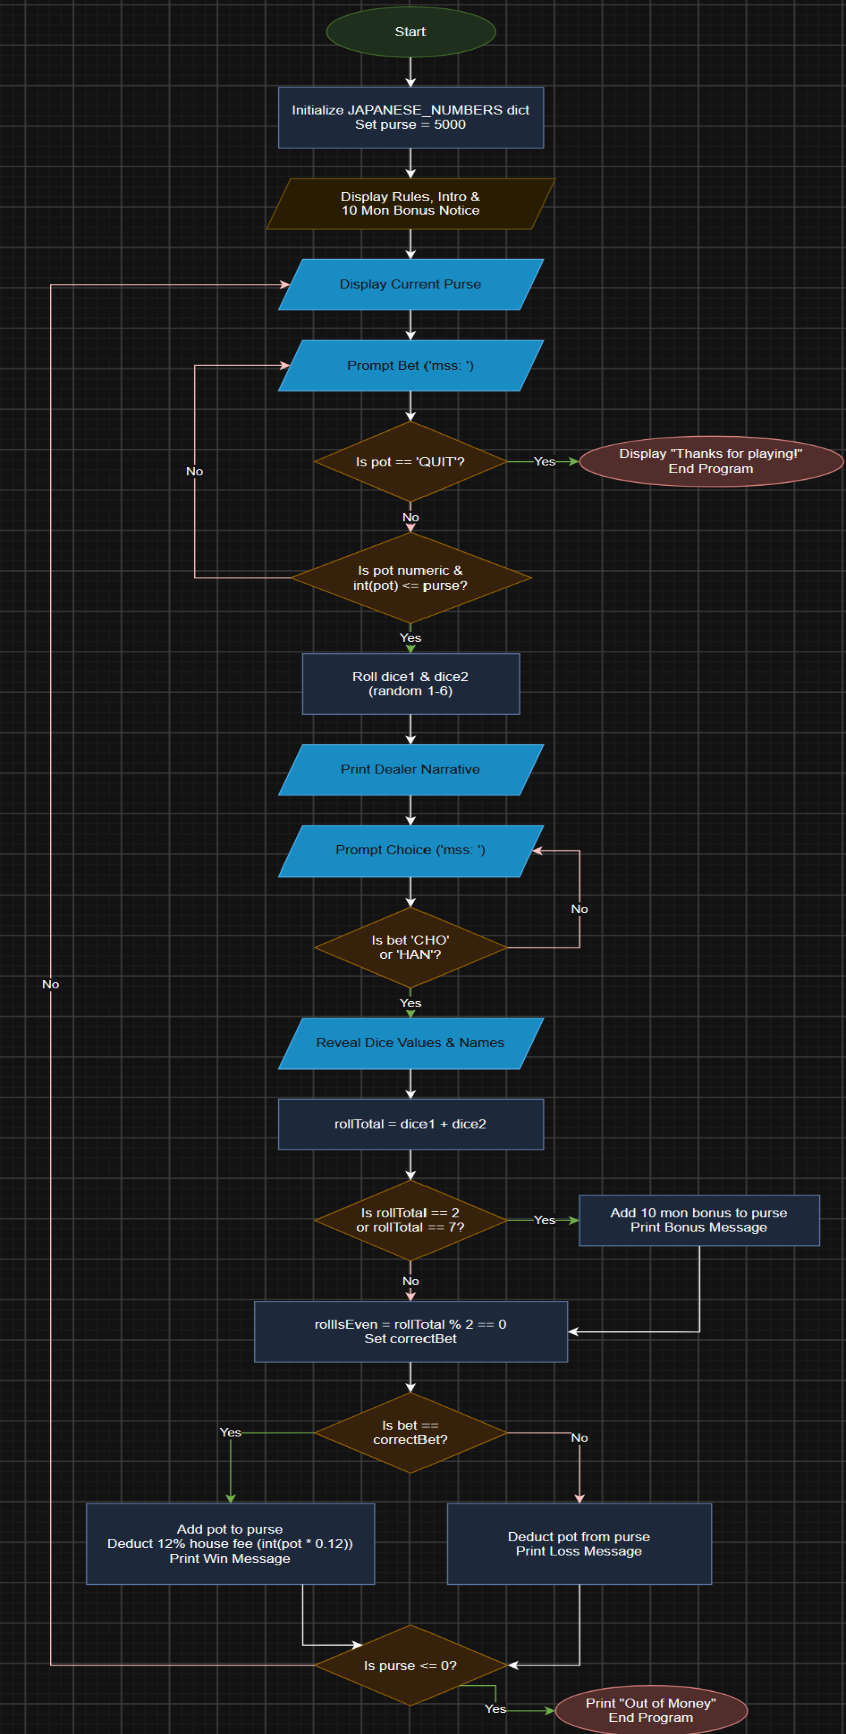 Start
Initialize JAPANESE_NUMBERS dict
Set purse = 5000
Display Rules, Intro &
10 Mon Bonus Notice
Display Current Purse
Prompt Bet ('mss: ')
Is pot == 'QUIT'?
Yes
Display "Thanks for playing!"
End Program
No
No
Is pot numeric &
int(pot) <= purse?
Yes
Roll dice1 & dice2
(random 1-6)
Print Dealer Narrative
Prompt Choice ('mss: ')
No
Is bet 'CHO'
or 'HAN'?
No
Yes
Reveal Dice Values & Names
rollTotal = dice1 + dice2
Is rollTotal == 2
or rollTotal == 7?
Yes
Add 10 mon bonus to purse
Print Bonus Message
No
rollIsEven = rollTotal % 2 == 0
Set correctBet
Is bet ==
correctBet?
Yes
No
Add pot to purse
Deduct 12% house fee (int(pot * 0.12))
Print Win Message
Deduct pot from purse
Print Loss Message
Is purse <= 0?
Yes
Print "Out of Money"
End Program